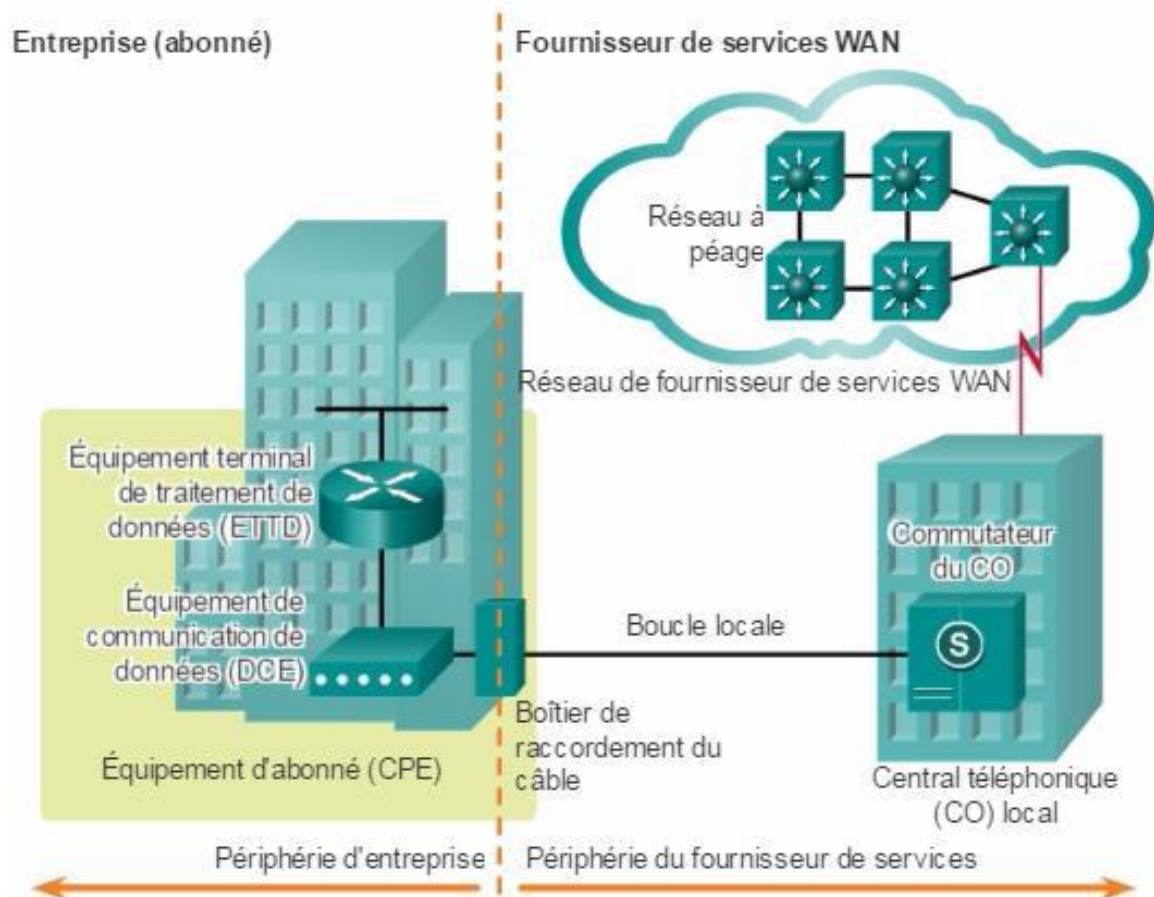 Entreprise (abonné)
Fournisseur de services WAN
Réseau à
péage
Réseau de fournisseur de services WAN
Équipement terminal
de traitement de
données (ETTD)
Équipement de
communication de
données (DCE)
Équipement d'abonné (CPE)
Commutateur
du CO
S
Boucle locale
Boîtier de
raccordement du
câble
Central téléphonique
(CO) local
Périphérie d'entreprise
Périphérie du fournisseur de services